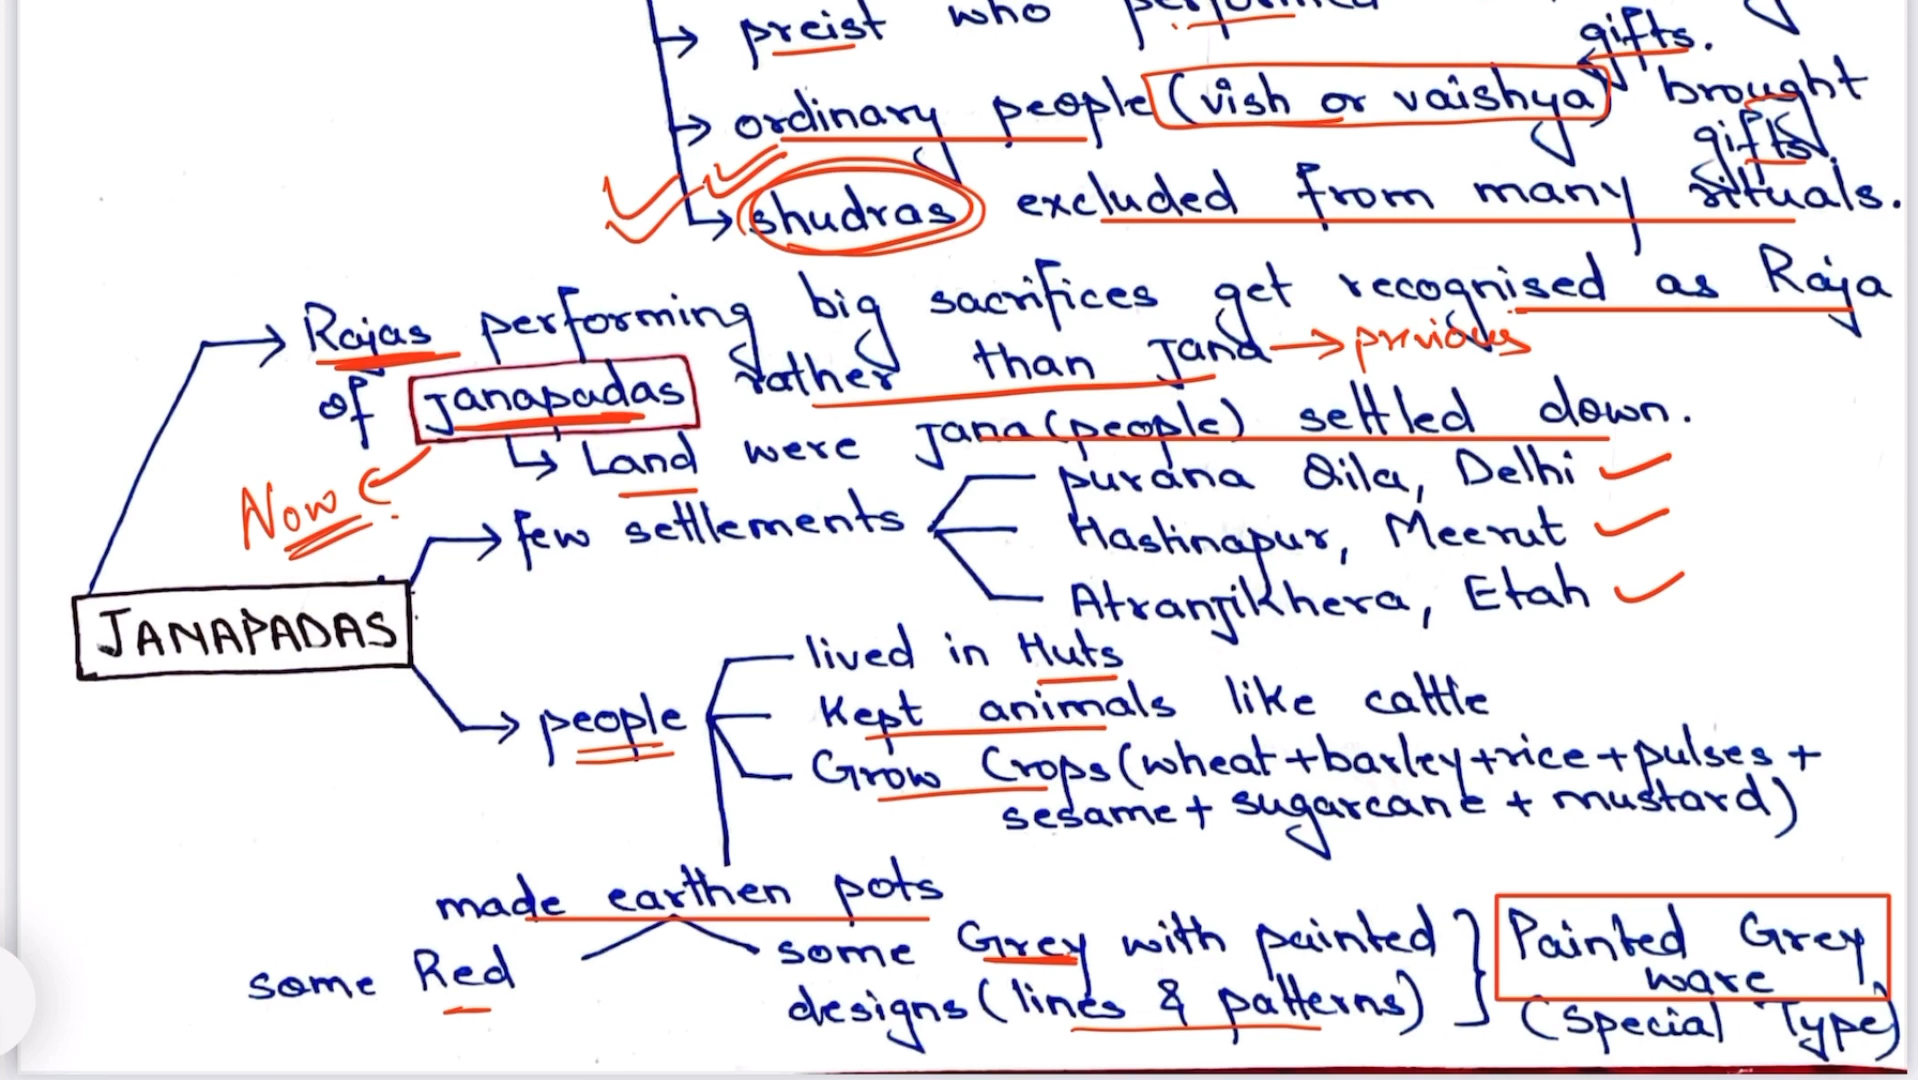 preist who performed
gifts.
ordinary people (vish or vaishya) brought
gifts.
shudras excluded from many rituals.
Rajas performing big sacrifices get recognised as Raja
of janapadas rather than Jana → previous
Land were Jana (people) settled down.
Now
few settlements
purana Qila, Delhi
Hastinapur, Meerut
Atranjikhera, Etah
JANAPADAS
people
lived in Huts
Kept animals like cattle
Grow Crops (wheat+barley+rice+pulses+
sesame+ sugarcane + mustard)
made earthen pots
some Red
some Grey with painted
designs (lines & patterns)
Painted Grey
ware
(Special Type)